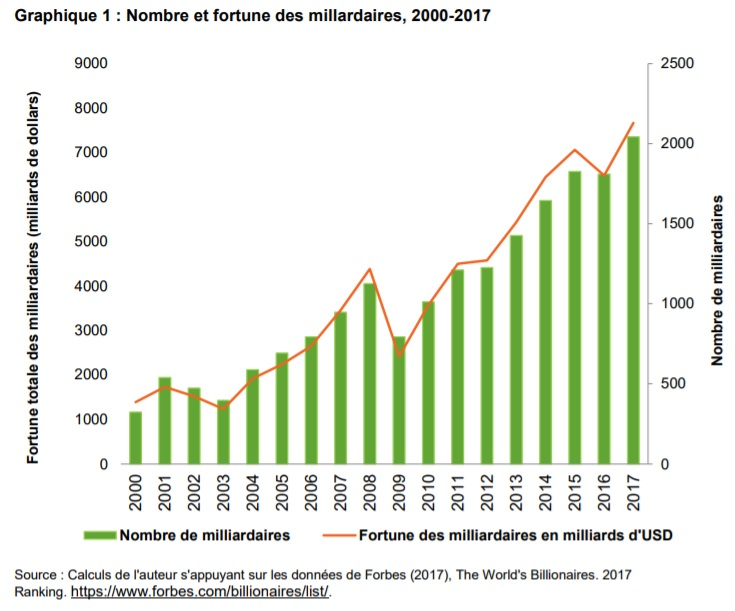 Graphique 1 : Nombre et fortune des millardaires, 2000-2017
Fortune totale des milliardaires (milliards de dollars)
9000
8000
7000
6000
5000
4000
3000
2000
1000
0
2500
2000
1500
1000
500
0
Nombre de milliardaires
2000 2001 2002 2003 2004 2005 2006 2007 2008 2009 2010 2011 2012 2013 2014 2015 2016 2017
Nombre de milliardaires Fortune des milliardaires en milliards d'USD
Source : Calculs de l'auteur s'appuyant sur les données de Forbes (2017), The World's Billionaires. 2017
Ranking. https://www.forbes.com/billionaires/list/.